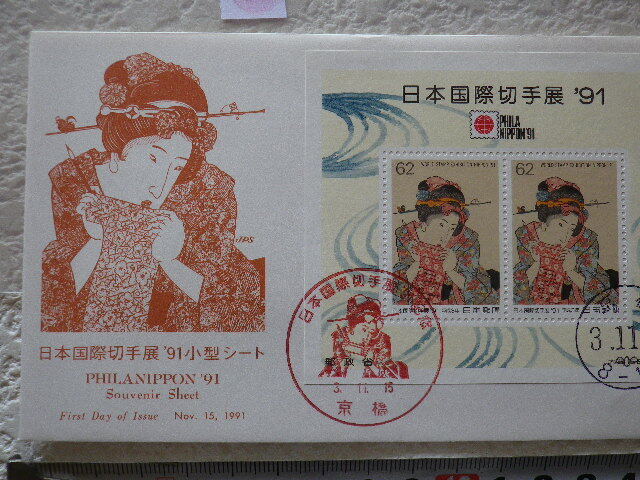 日本国際切手展 '91
PHILA
NIPPON'91
62
62
JPS
日本国際切手展
日本郵便
3.11
郵政省
3. 11. 15
京橋
日本国際切手展 '91小型シート
PHILANIPPON '91
Souvenir Sheet
First Day of Issue Nov. 15, 1991